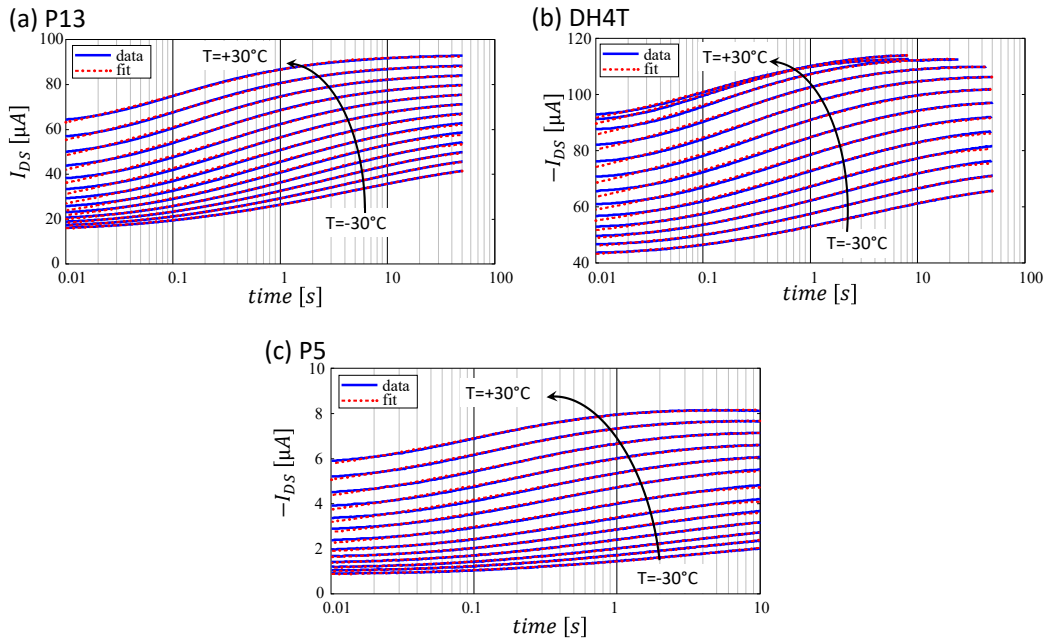 (a) P13
100
80
60
40
20
0
I_DS [μA]
data
fit
T=+30°C
T=-30°C
0.01 0.1 1 10 100
time [s]
(b) DH4T
120
100
80
60
40
−I_DS [μA]
data
fit
T=+30°C
T=-30°C
0.01 0.1 1 10 100
time [s]
(c) P5
10
8
6
4
2
0
−I_DS [μA]
data
fit
T=+30°C
T=-30°C
0.01 0.1 1 10
time [s]